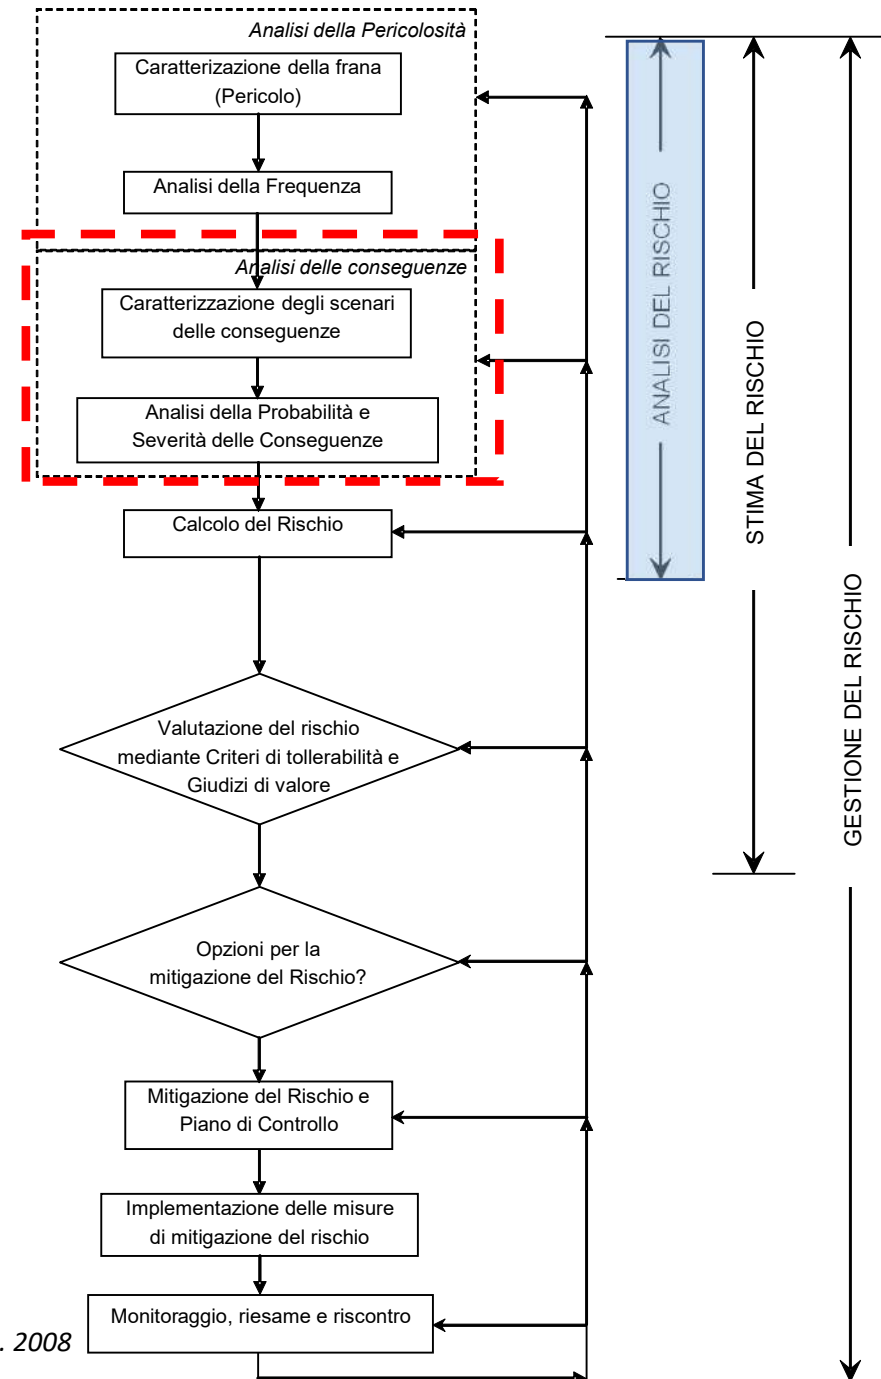 Analisi della Pericolosità
Caratterizazione della frana
(Pericolo)
Analisi della Frequenza
Analisi delle conseguenze
Caratterizzazione degli scenari
delle conseguenze
Analisi della Probabilità e
Severità delle Conseguenze
Calcolo del Rischio
Valutazione del rischio
mediante Criteri di tollerabilità e
Giudizi di valore
Opzioni per la
mitigazione del Rischio?
Mitigazione del Rischio e
Piano di Controllo
Implementazione delle misure
di mitigazione del rischio
Monitoraggio, riesame e riscontro
. 2008
ANALISI DEL RISCHIO
STIMA DEL RISCHIO
GESTIONE DEL RISCHIO